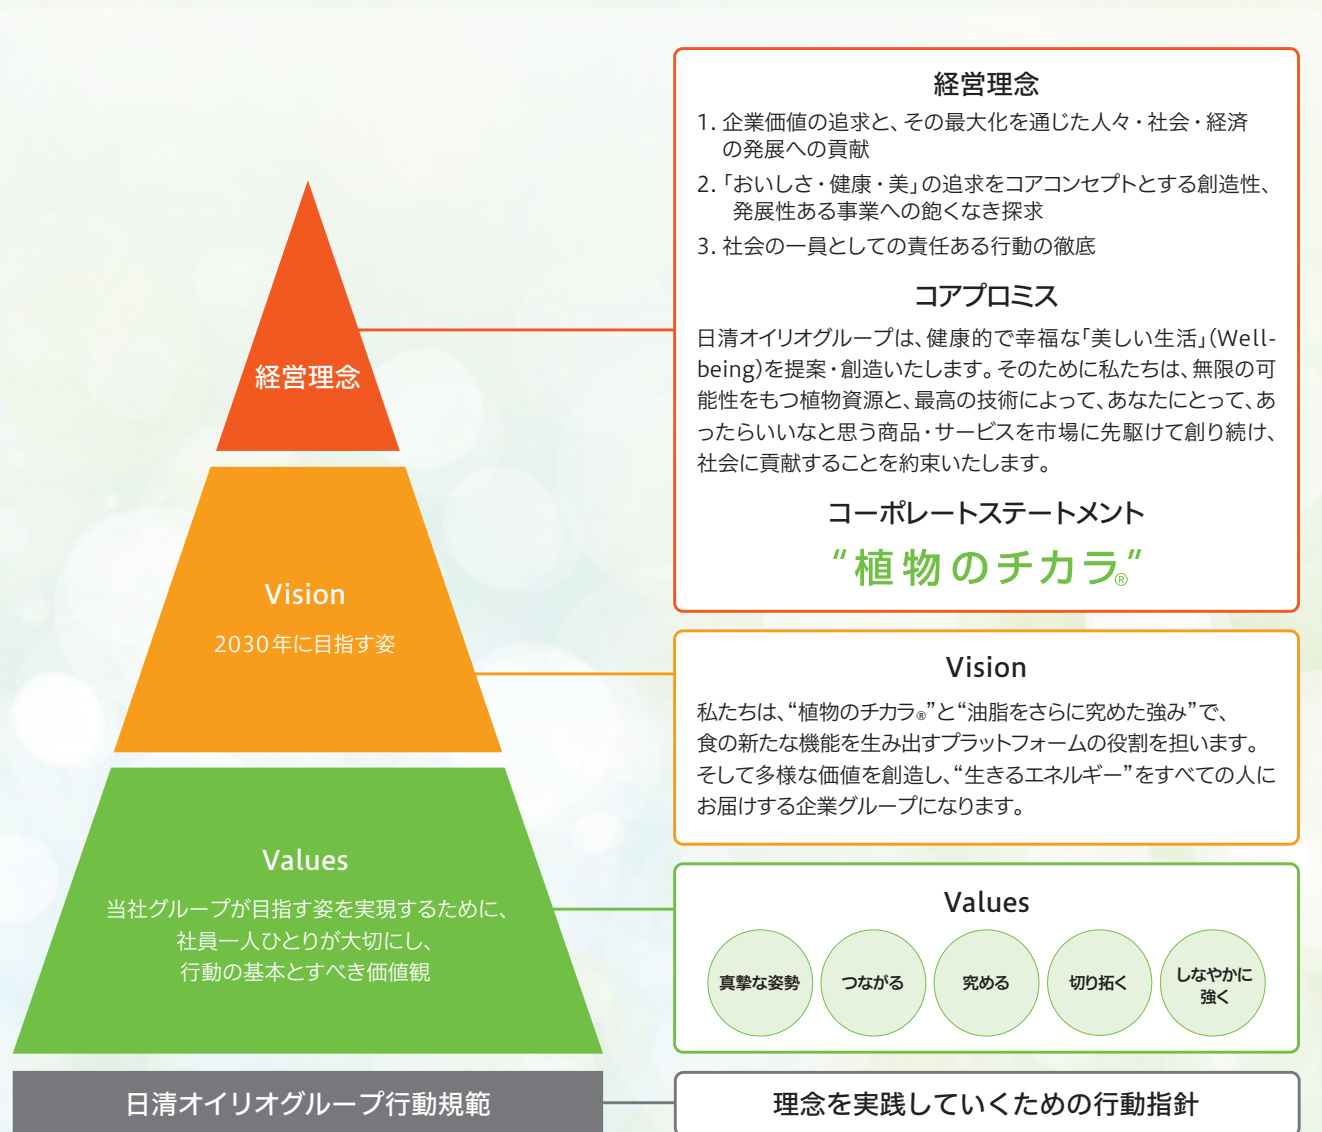 経営理念
Vision
2030年に目指す姿
Values
当社グループが目指す姿を実現するために、
社員一人ひとりが大切にし、
行動の基本とすべき価値観
日清オイリオグループ行動規範
経営理念
1. 企業価値の追求と、その最大化を通じた人々・社会・経済
の発展への貢献
2.「おいしさ・健康・美」の追求をコアコンセプトとする創造性、
発展性ある事業への飽くなき探求
3. 社会の一員としての責任ある行動の徹底
コアプロミス
日清オイリオグループは、健康的で幸福な「美しい生活」(Well-
being)を提案・創造いたします。そのために私たちは、無限の可
能性をもつ植物資源と、最高の技術によって、あなたにとって、あ
ったらいいなと思う商品・サービスを市場に先駆けて創り続け、
社会に貢献することを約束いたします。
コーポレートステートメント
“植物のチカラ®”
Vision
私たちは、“植物のチカラ®”と“油脂をさらに究めた強み”で、
食の新たな機能を生み出すプラットフォームの役割を担います。
そして多様な価値を創造し、“生きるエネルギー”をすべての人に
お届けする企業グループになります。
Values
真摯な姿勢
つながる
究める
切り拓く
しなやかに
強く
理念を実践していくための行動指針